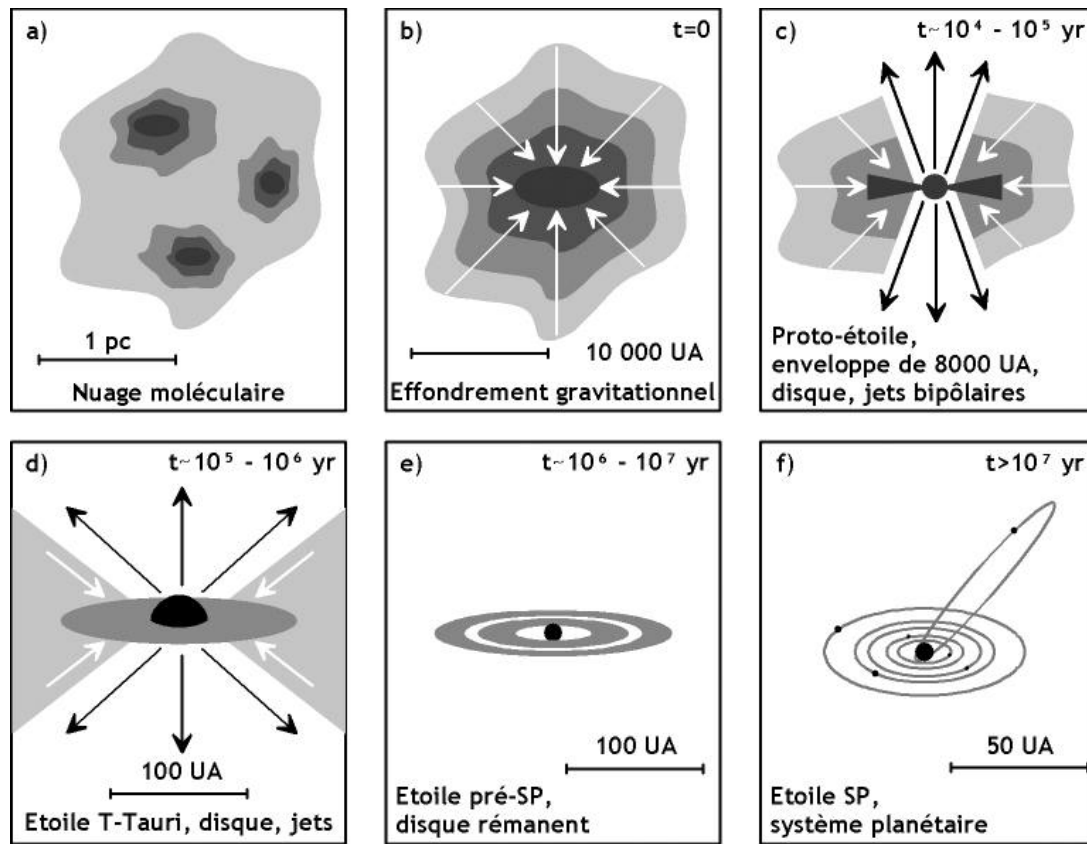 a)
1 pc
Nuage moléculaire
b)
t=0
10 000 UA
Effondrement gravitationnel
c)
t~10⁴ - 10⁵ yr
Proto-étoile,
enveloppe de 8000 UA,
disque, jets bipôlaires
d)
t~10⁵ - 10⁶ yr
100 UA
Etoile T-Tauri, disque, jets
e)
t~10⁶ - 10⁷ yr
100 UA
Etoile pré-SP,
disque rémanent
f)
t>10⁷ yr
50 UA
Etoile SP,
système planétaire